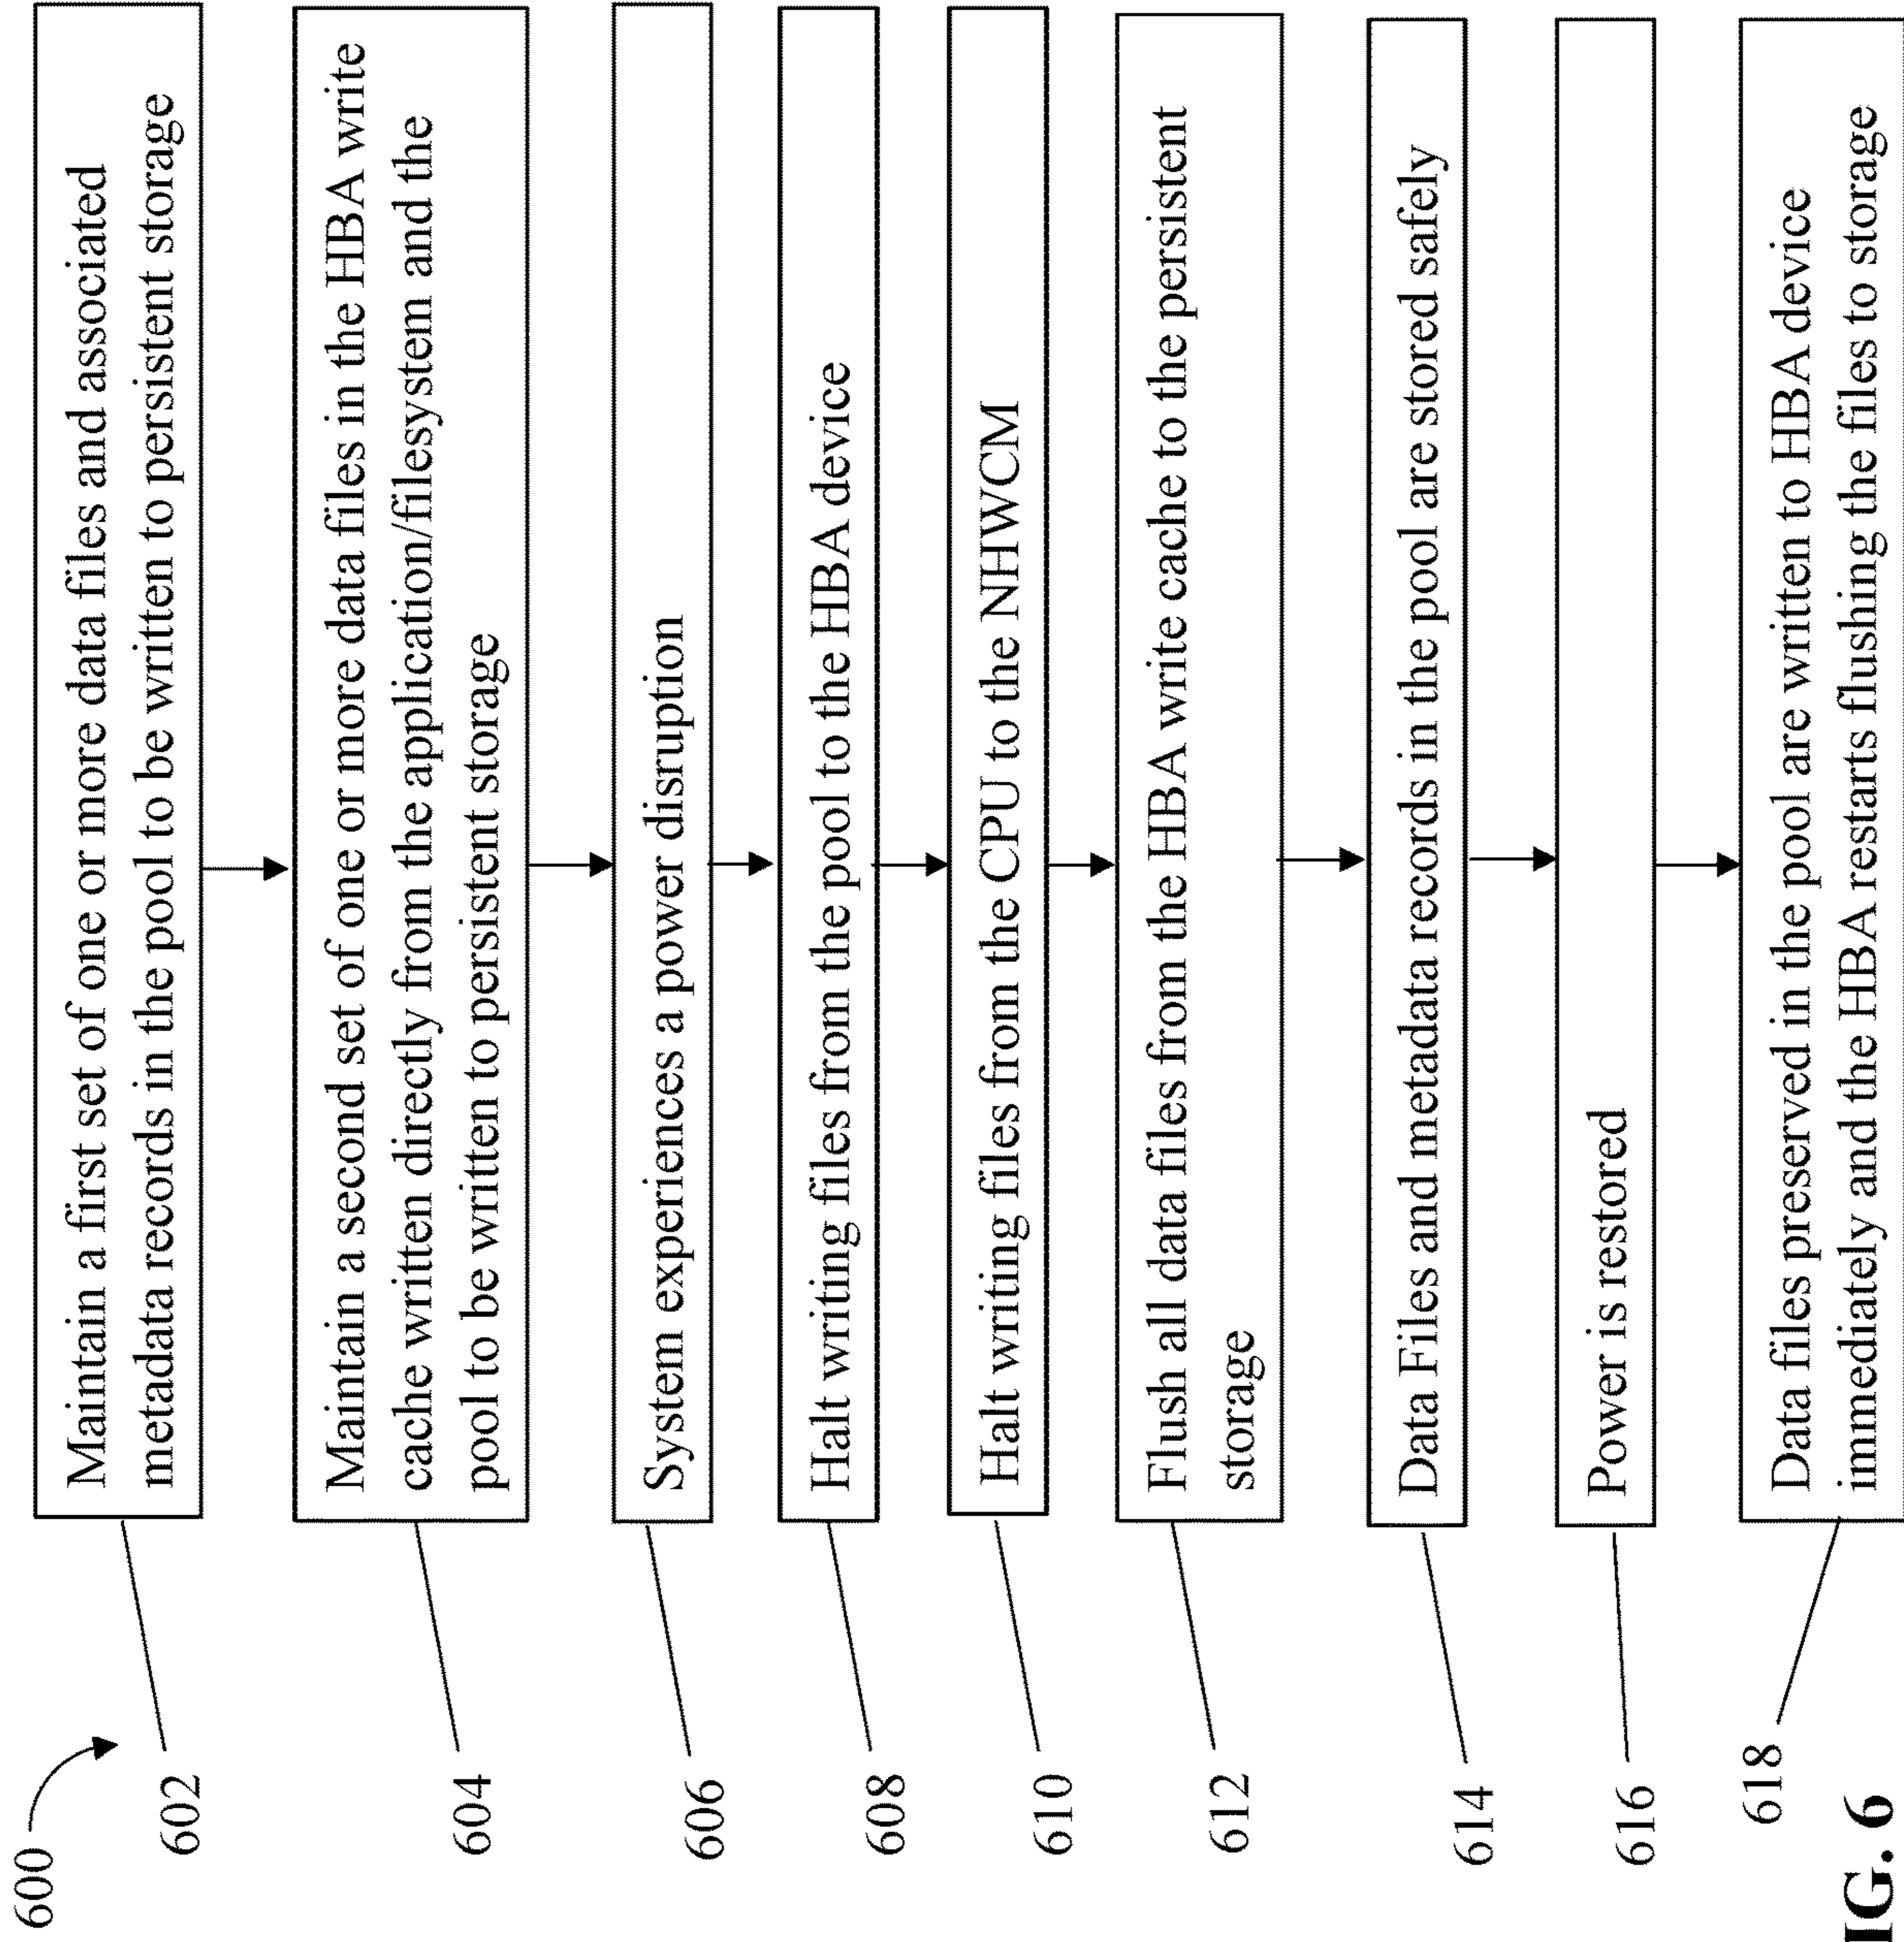 600
602
Maintain a first set of one or more data files and associated
metadata records in the pool to be written to persistent storage
604
Maintain a second set of one or more data files in the HBA write
cache written directly from the application/filesystem and the
pool to be written to persistent storage
606
System experiences a power disruption
608
Halt writing files from the pool to the HBA device
610
Halt writing files from the CPU to the NHWCM
612
Flush all data files from the HBA write cache to the persistent
storage
614
Data Files and metadata records in the pool are stored safely
616
Power is restored
618
Data files preserved in the pool are written to HBA device
immediately and the HBA restarts flushing the files to storage
IG. 6